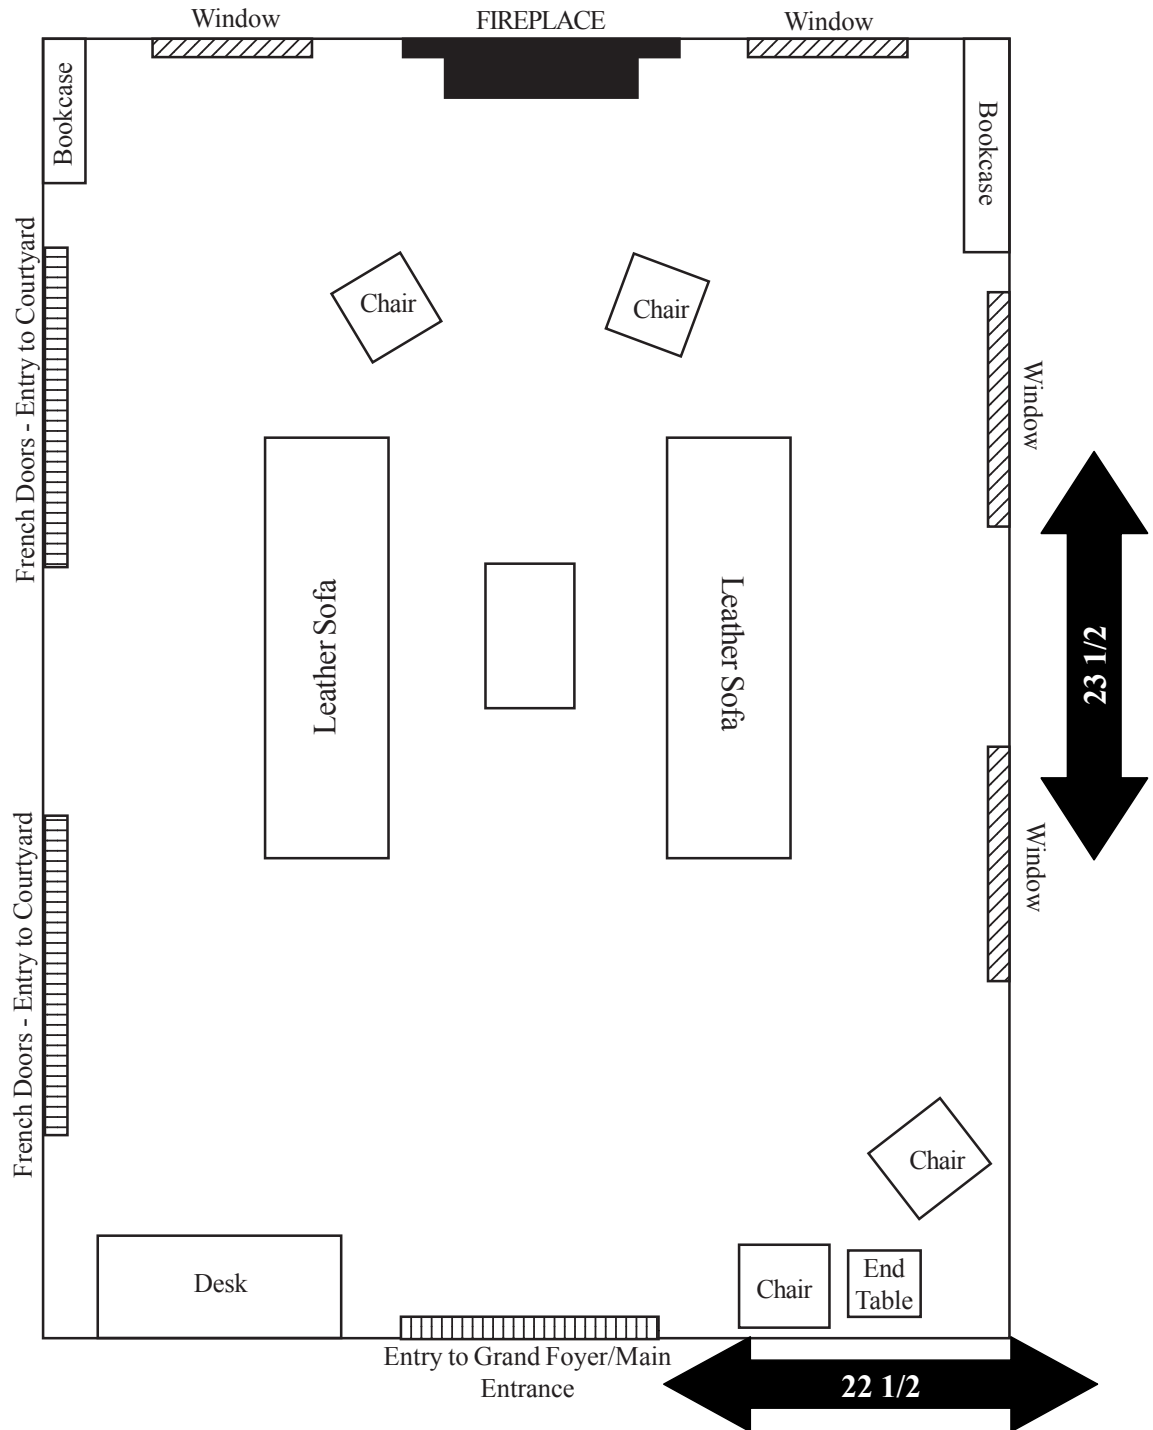 Window
FIREPLACE
Window
Bookcase
Bookcase
French Doors - Entry to Courtyard
Chair
Chair
Window
Leather Sofa
Leather Sofa
23 1/2
French Doors - Entry to Courtyard
Window
Chair
Desk
Chair
End
Table
Entry to Grand Foyer/Main
Entrance
22 1/2